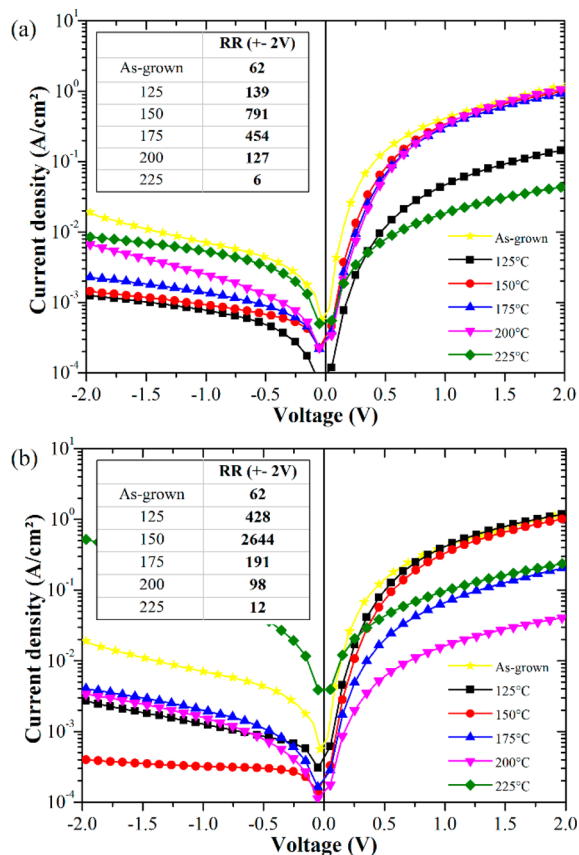 (a)
RR (+- 2V)
As-grown 62
125 139
150 791
175 454
200 127
225 6
Current density (A/cm²)
10¹
10⁰
10⁻¹
10⁻²
10⁻³
10⁻⁴
As-grown
125°C
150°C
175°C
200°C
225°C
-2.0 -1.5 -1.0 -0.5 0.0 0.5 1.0 1.5 2.0
Voltage (V)
(b)
RR (+- 2V)
As-grown 62
125 428
150 2644
175 191
200 98
225 12
Current density (A/cm²)
10¹
10⁰
10⁻¹
10⁻²
10⁻³
10⁻⁴
As-grown
125°C
150°C
175°C
200°C
225°C
-2.0 -1.5 -1.0 -0.5 0.0 0.5 1.0 1.5 2.0
Voltage (V)